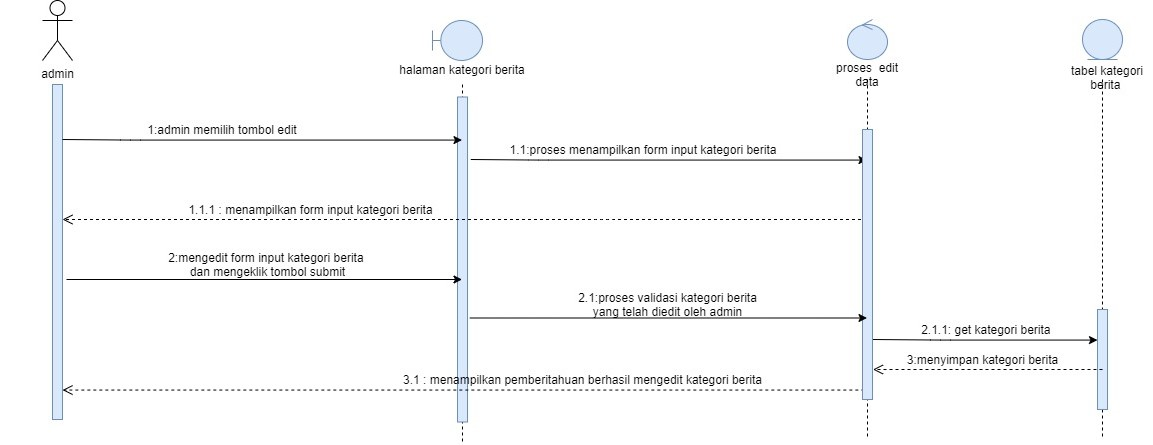 admin
halaman kategori berita
proses edit
data
tabel kategori
berita
1:admin memilih tombol edit
1.1:proses menampilkan form input kategori berita
1.1.1 : menampilkan form input kategori berita
2:mengedit form input kategori berita
dan mengeklik tombol submit
2.1:proses validasi kategori berita
yang telah diedit oleh admin
2.1.1: get kategori berita
3:menyimpan kategori berita
3.1 : menampilkan pemberitahuan berhasil mengedit kategori berita